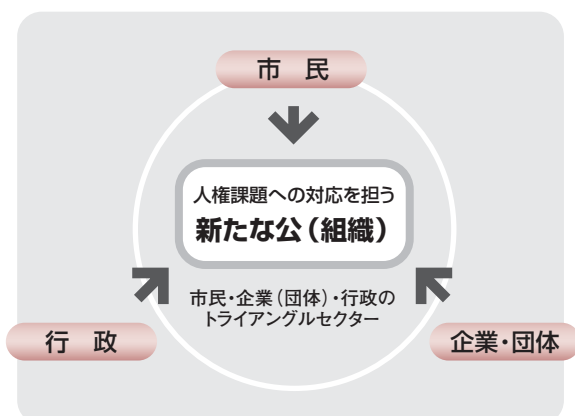 市 民
人権課題への対応を担う
新たな公（組織）
市民・企業（団体）・行政の
トライアングルセクター
行 政
企業・団体